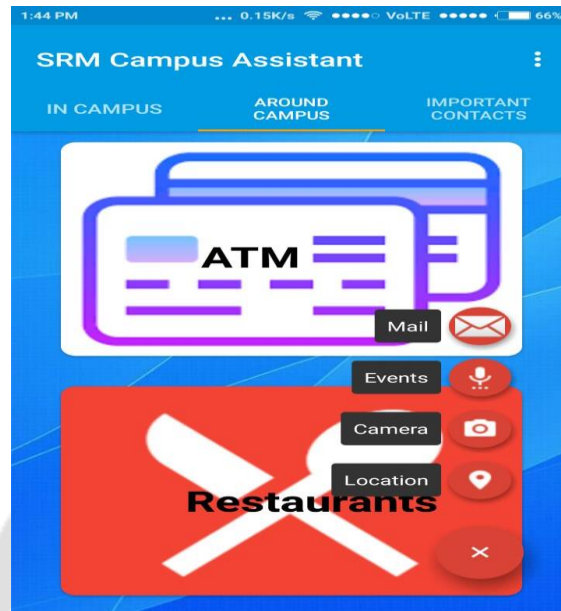 1:44 PM ... 0.15K/s VoLTE 66%
SRM Campus Assistant
IN CAMPUS
AROUND
CAMPUS
IMPORTANT
CONTACTS
ATM
Mail
Events
Camera
Location
Restaurants